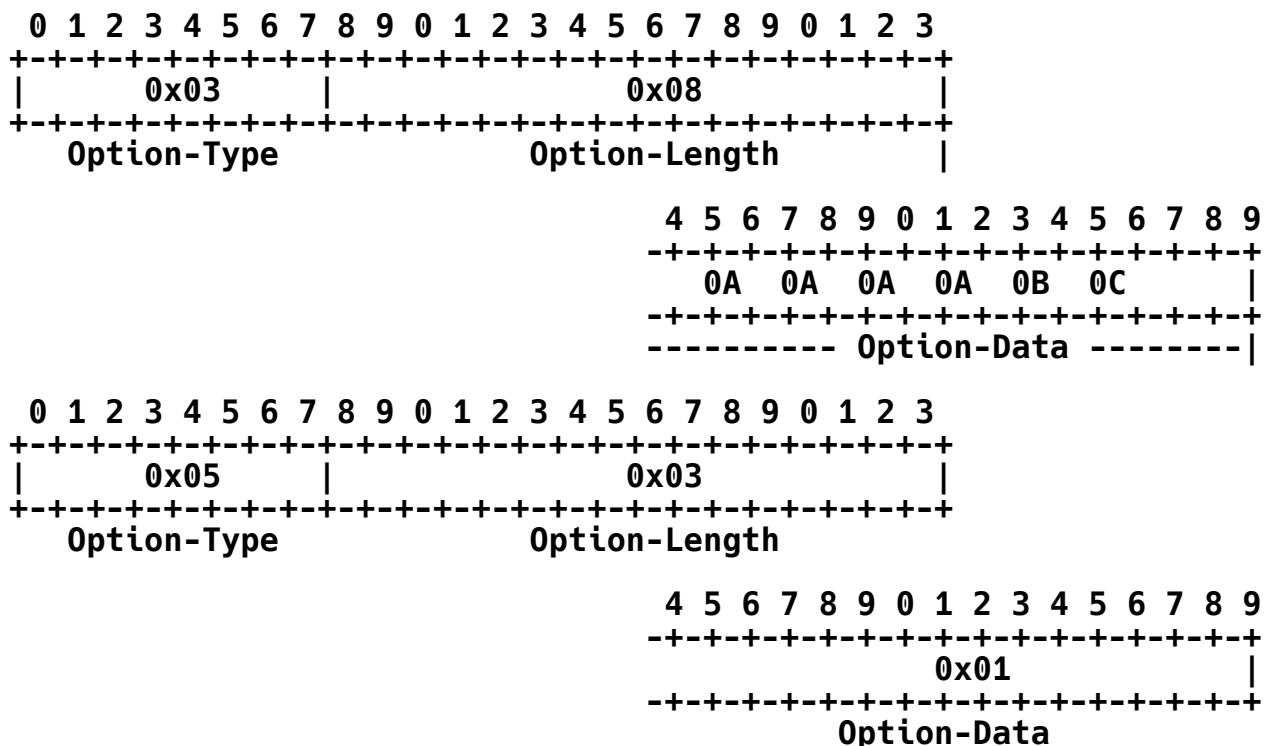 0 1 2 3 4 5 6 7 8 9 0 1 2 3 4 5 6 7 8 9 0 1 2 3
+-+-+-+-+-+-+-+-+-+-+-+-+-+-+-+-+-+-+-+-+-+-+-+-+
|      0x03     |               0x08            |
+-+-+-+-+-+-+-+-+-+-+-+-+-+-+-+-+-+-+-+-+-+-+-+-+
   Option-Type             Option-Length        |
                                  4 5 6 7 8 9 0 1 2 3 4 5 6 7 8 9
                                 -+-+-+-+-+-+-+-+-+-+-+-+-+-+-+-+
                                    0A  0A  0A  0A  0B  0C      |
                                 -+-+-+-+-+-+-+-+-+-+-+-+-+-+-+-+
                                 ---------- Option-Data --------|
 0 1 2 3 4 5 6 7 8 9 0 1 2 3 4 5 6 7 8 9 0 1 2 3
+-+-+-+-+-+-+-+-+-+-+-+-+-+-+-+-+-+-+-+-+-+-+-+-+
|      0x05     |               0x03            |
+-+-+-+-+-+-+-+-+-+-+-+-+-+-+-+-+-+-+-+-+-+-+-+-+
   Option-Type             Option-Length
                                  4 5 6 7 8 9 0 1 2 3 4 5 6 7 8 9
                                 -+-+-+-+-+-+-+-+-+-+-+-+-+-+-+-+
                                                0x01            |
                                 -+-+-+-+-+-+-+-+-+-+-+-+-+-+-+-+
                                           Option-Data